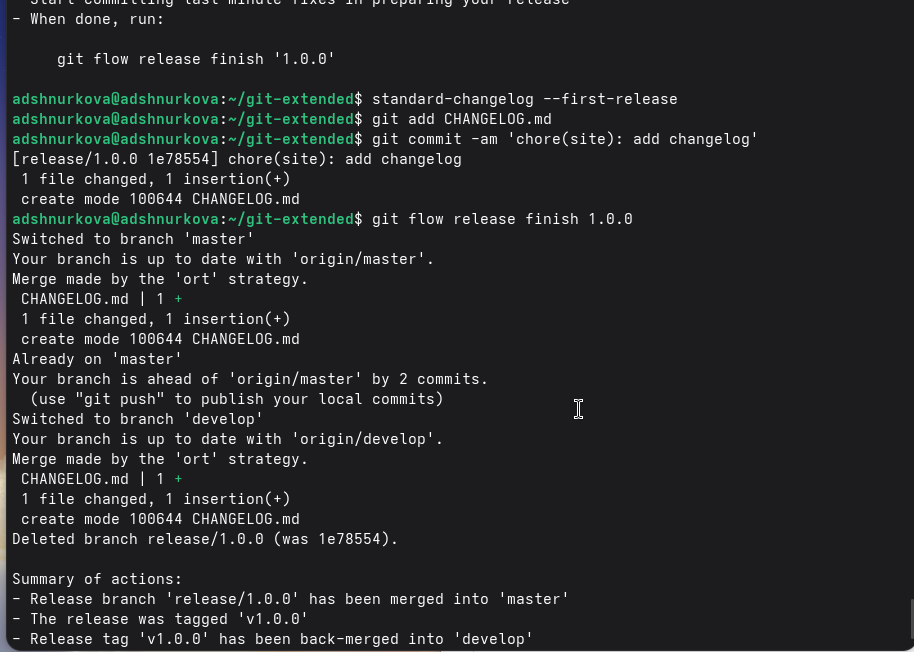 - Start committing last minute fixes in preparing your release
- When done, run:
git flow release finish '1.0.0'
adshnurkova@adshnurkova:~/git-extended$ standard-changelog --first-release
adshnurkova@adshnurkova:~/git-extended$ git add CHANGELOG.md
adshnurkova@adshnurkova:~/git-extended$ git commit -am 'chore(site): add changelog'
[release/1.0.0 1e78554] chore(site): add changelog
1 file changed, 1 insertion(+)
create mode 100644 CHANGELOG.md
adshnurkova@adshnurkova:~/git-extended$ git flow release finish 1.0.0
Switched to branch 'master'
Your branch is up to date with 'origin/master'.
Merge made by the 'ort' strategy.
CHANGELOG.md | 1 +
1 file changed, 1 insertion(+)
create mode 100644 CHANGELOG.md
Already on 'master'
Your branch is ahead of 'origin/master' by 2 commits.
(use "git push" to publish your local commits)
Switched to branch 'develop'
Your branch is up to date with 'origin/develop'.
Merge made by the 'ort' strategy.
CHANGELOG.md | 1 +
1 file changed, 1 insertion(+)
create mode 100644 CHANGELOG.md
Deleted branch release/1.0.0 (was 1e78554).
Summary of actions:
- Release branch 'release/1.0.0' has been merged into 'master'
- The release was tagged 'v1.0.0'
- Release tag 'v1.0.0' has been back-merged into 'develop'